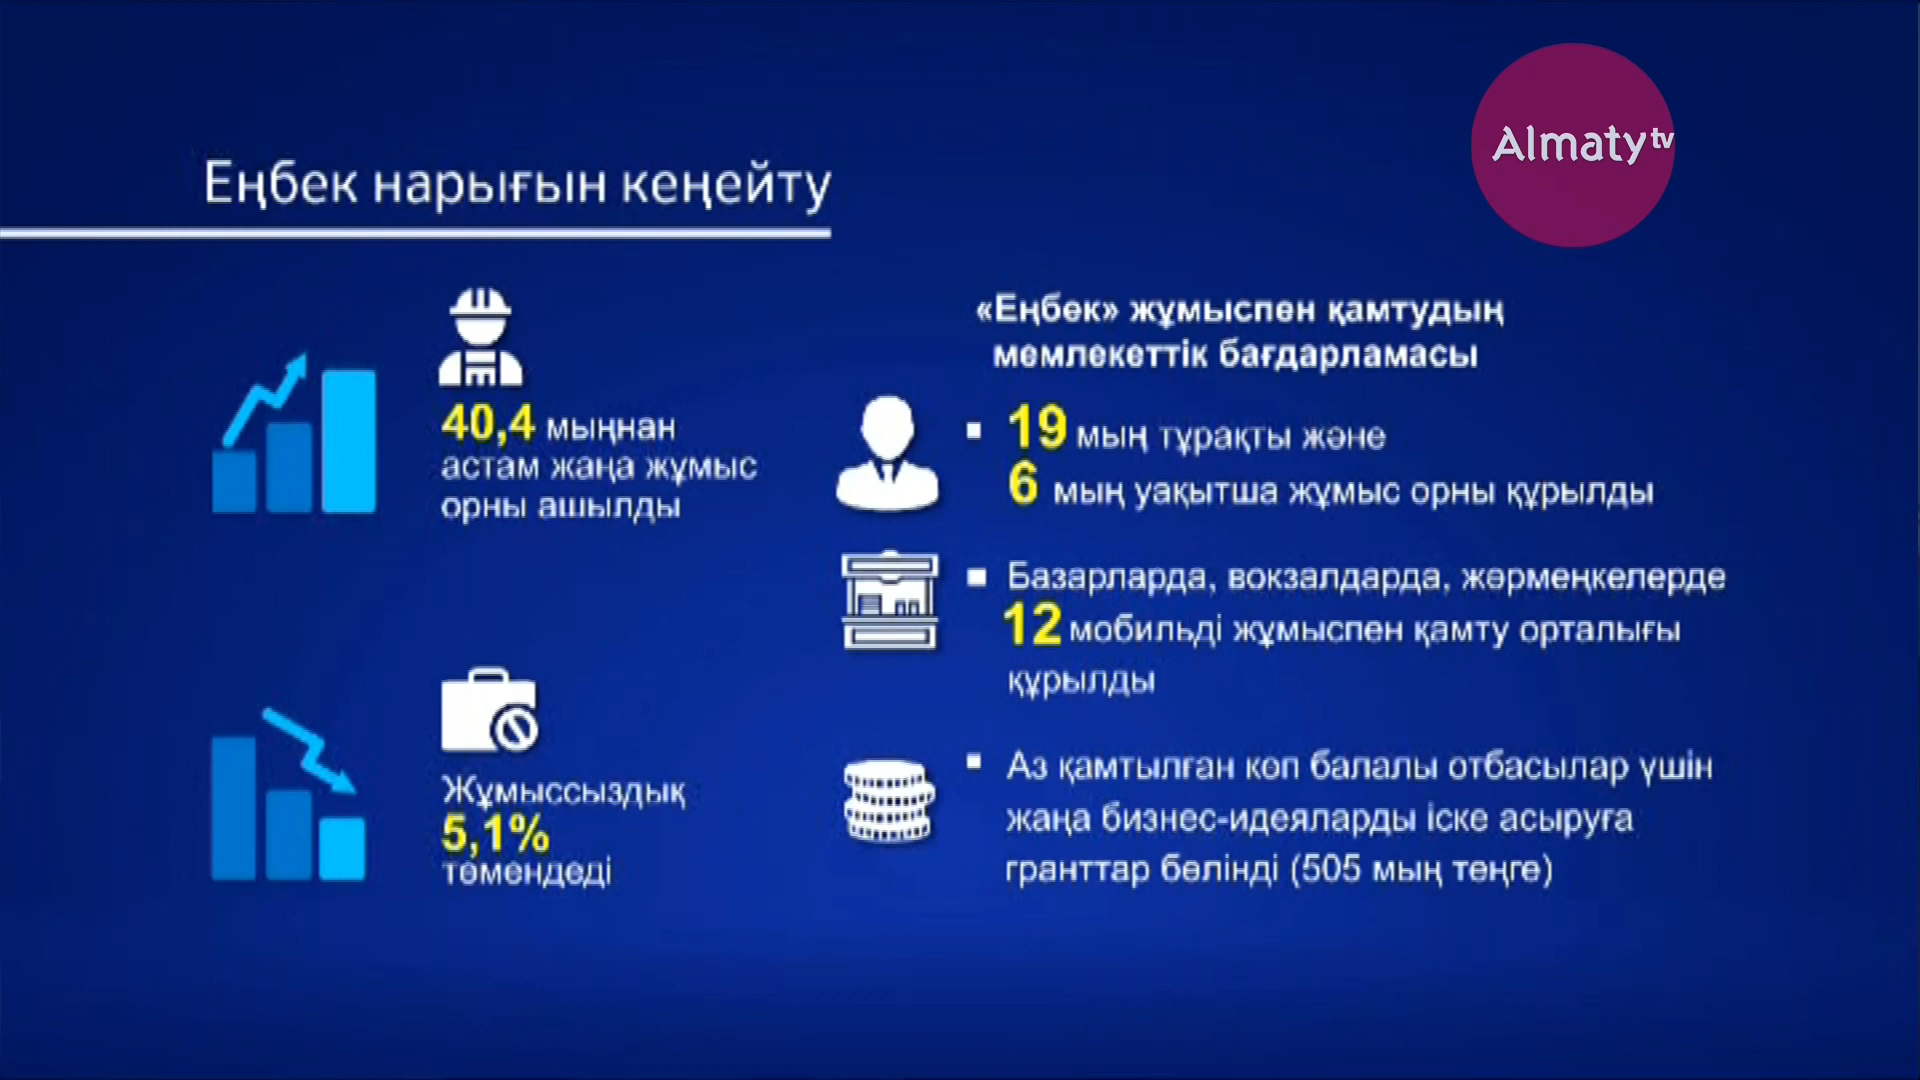 Almaty tv
Еңбек нарығын кеңейту
40,4 мыңнан
астам жаңа жұмыс
орны ашылды
Жұмыссыздық
5,1%
төмендеді
«Еңбек» жұмыспен қамтудың
мемлекеттік бағдарламасы
▪ 19 мың тұрақты және
6 мың уақытша жұмыс орны құрылды
▪ Базарларда, вокзалдарда, жәрмеңкелерде
12 мобильді жұмыспен қамту орталығы
құрылды
▪ Аз қамтылған көп балалы отбасылар үшін
жаңа бизнес-идеяларды іске асыруға
гранттар бөлінді (505 мың теңге)